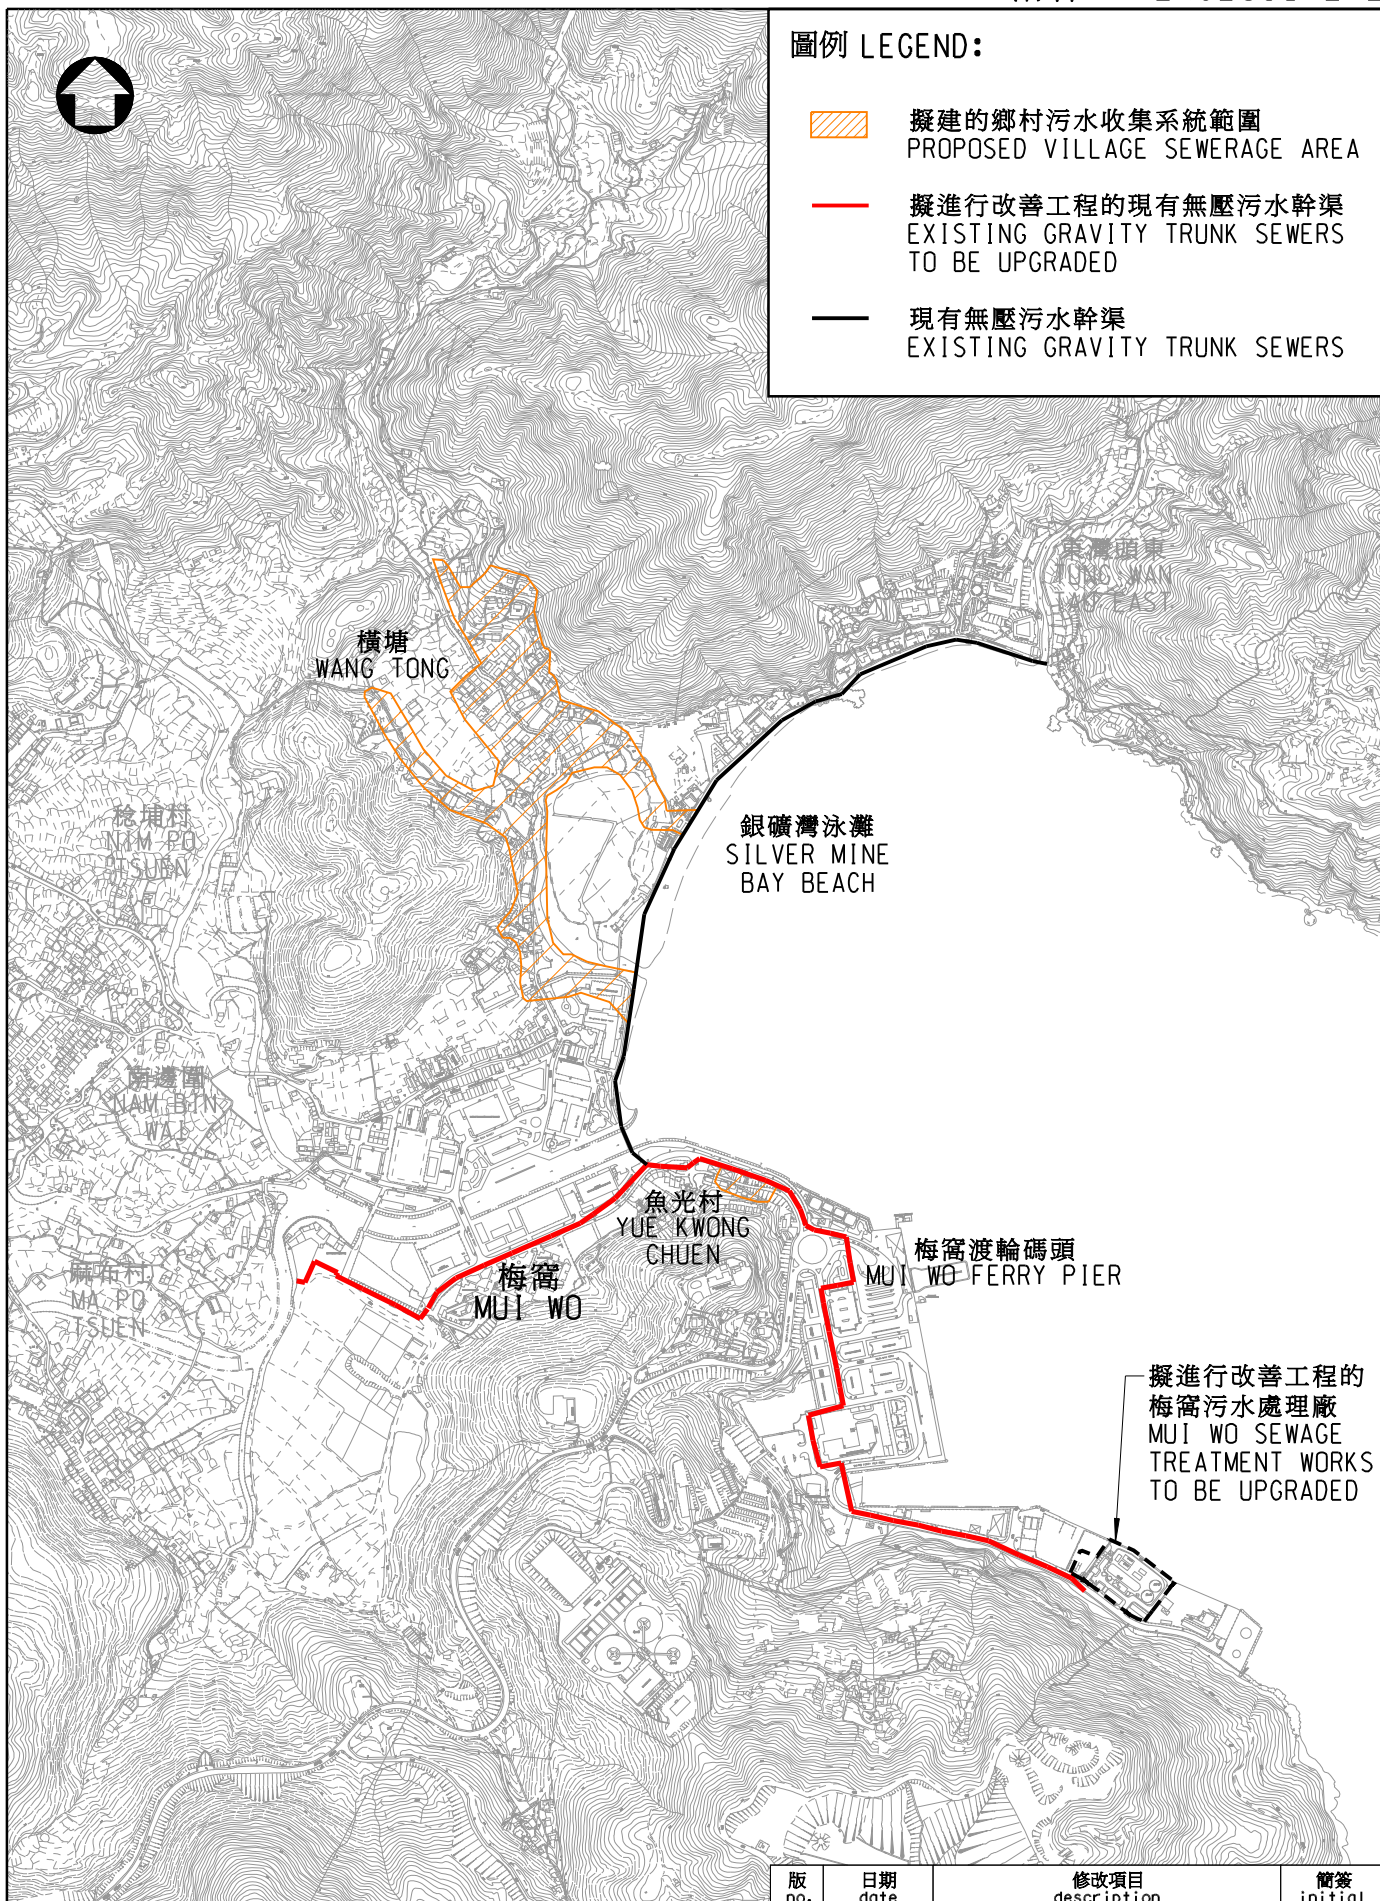 圖例 LEGEND:
擬建的鄉村污水收集系統範圍
PROPOSED VILLAGE SEWERAGE AREA
擬進行改善工程的現有無壓污水幹渠
EXISTING GRAVITY TRUNK SEWERS
TO BE UPGRADED
現有無壓污水幹渠
EXISTING GRAVITY TRUNK SEWERS
東灣頭東
TUNG WAN
TAU EAST
橫塘
WANG TONG
稔埔村
NIM PO
TSUEN
銀礦灣泳灘
SILVER MINE
BAY BEACH
南邊圍
NAM BIN
WAI
魚光村
YUE KWONG
CHUEN
梅窩渡輪碼頭
MUI WO FERRY PIER
麻布村
MA PO
TSUEN
梅窩
MUI WO
擬進行改善工程的
梅窩污水處理廠
MUI WO SEWAGE
TREATMENT WORKS
TO BE UPGRADED
版 日期 修改項目 簡簽
no. date description initial